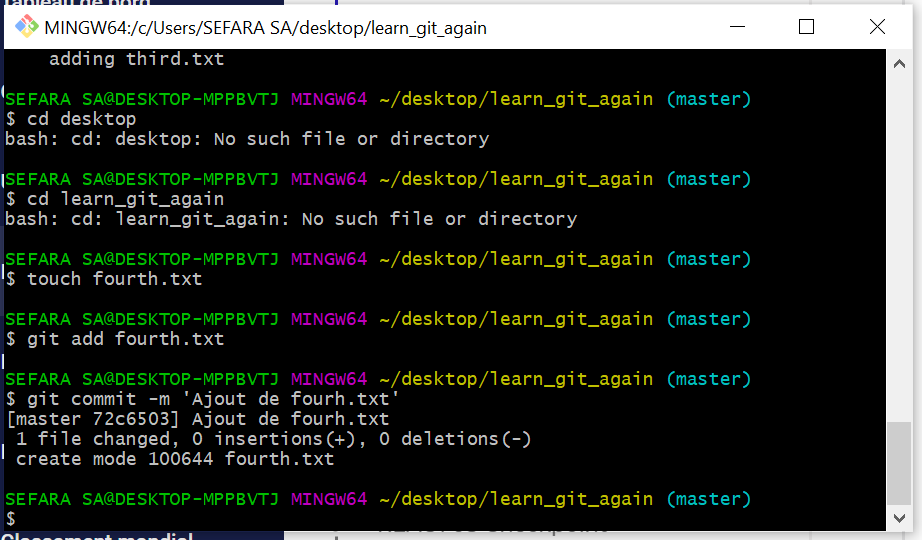 Tableau de bord
MINGW64:/c/Users/SEFARA SA/desktop/learn_git_again
adding third.txt
SEFARA SA@DESKTOP-MPPBVTJ MINGW64 ~/desktop/learn_git_again (master)
$ cd desktop
bash: cd: desktop: No such file or directory
SEFARA SA@DESKTOP-MPPBVTJ MINGW64 ~/desktop/learn_git_again (master)
$ cd learn_git_again
bash: cd: learn_git_again: No such file or directory
SEFARA SA@DESKTOP-MPPBVTJ MINGW64 ~/desktop/learn_git_again (master)
$ touch fourth.txt
SEFARA SA@DESKTOP-MPPBVTJ MINGW64 ~/desktop/learn_git_again (master)
$ git add fourth.txt
SEFARA SA@DESKTOP-MPPBVTJ MINGW64 ~/desktop/learn_git_again (master)
$ git commit -m 'Ajout de fourh.txt'
[master 72c6503] Ajout de fourh.txt
1 file changed, 0 insertions(+), 0 deletions(-)
create mode 100644 fourth.txt
SEFARA SA@DESKTOP-MPPBVTJ MINGW64 ~/desktop/learn_git_again (master)
$
Classement mondial